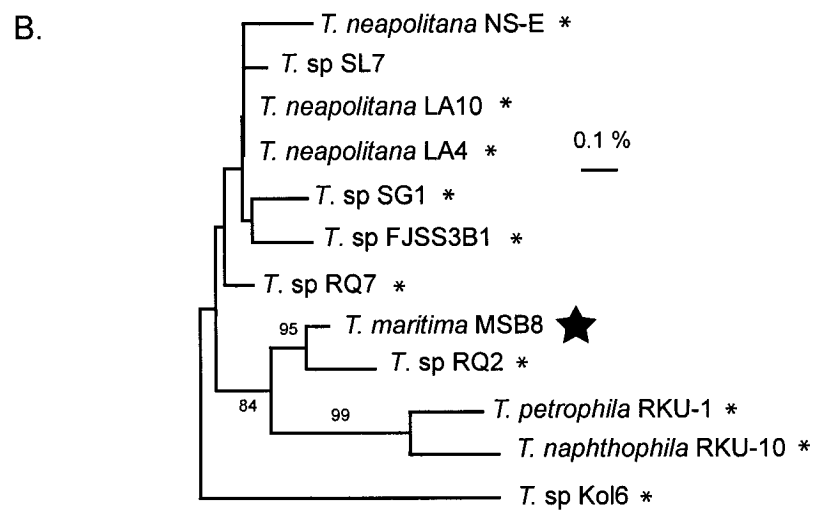 B.
T. neapolitana NS-E *
T. sp SL7
T. neapolitana LA10 *
0.1 %
T. neapolitana LA4 *
T. sp SG1 *
T. sp FJSS3B1 *
T. sp RQ7 *
95 T. maritima MSB8 ★
T. sp RQ2 *
84
99
T. petrophila RKU-1 *
T. naphthophila RKU-10 *
T. sp Kol6 *